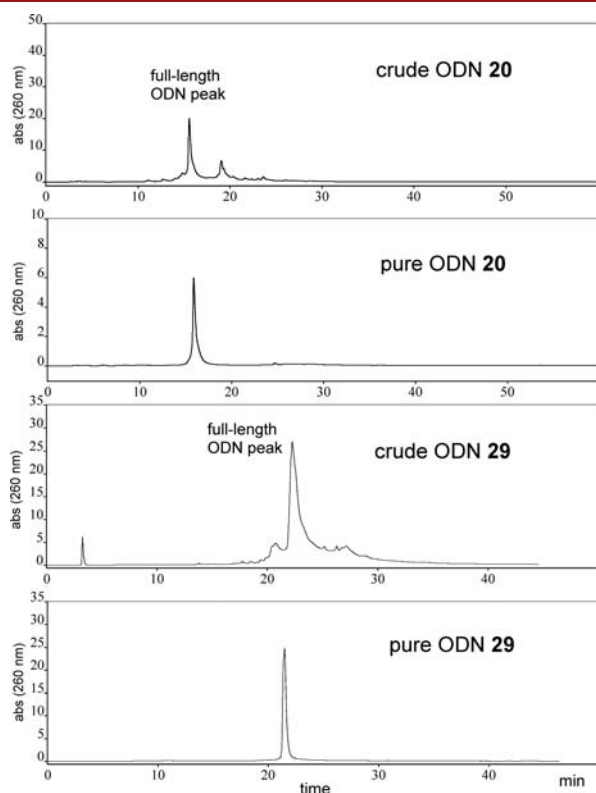 50
40
30
20
10
0
abs (260 nm)
full-length
ODN peak
crude ODN 20
0 10 20 30 40 50
10
8
6
4
2
0
abs (260 nm)
pure ODN 20
0 10 20 30 40 50
35
30
25
20
15
10
5
0
abs (260 nm)
full-length
ODN peak
crude ODN 29
0 10 20 30 40
35
30
25
20
15
10
5
0
abs (260 nm)
pure ODN 29
0 10 20 30 40
time
min